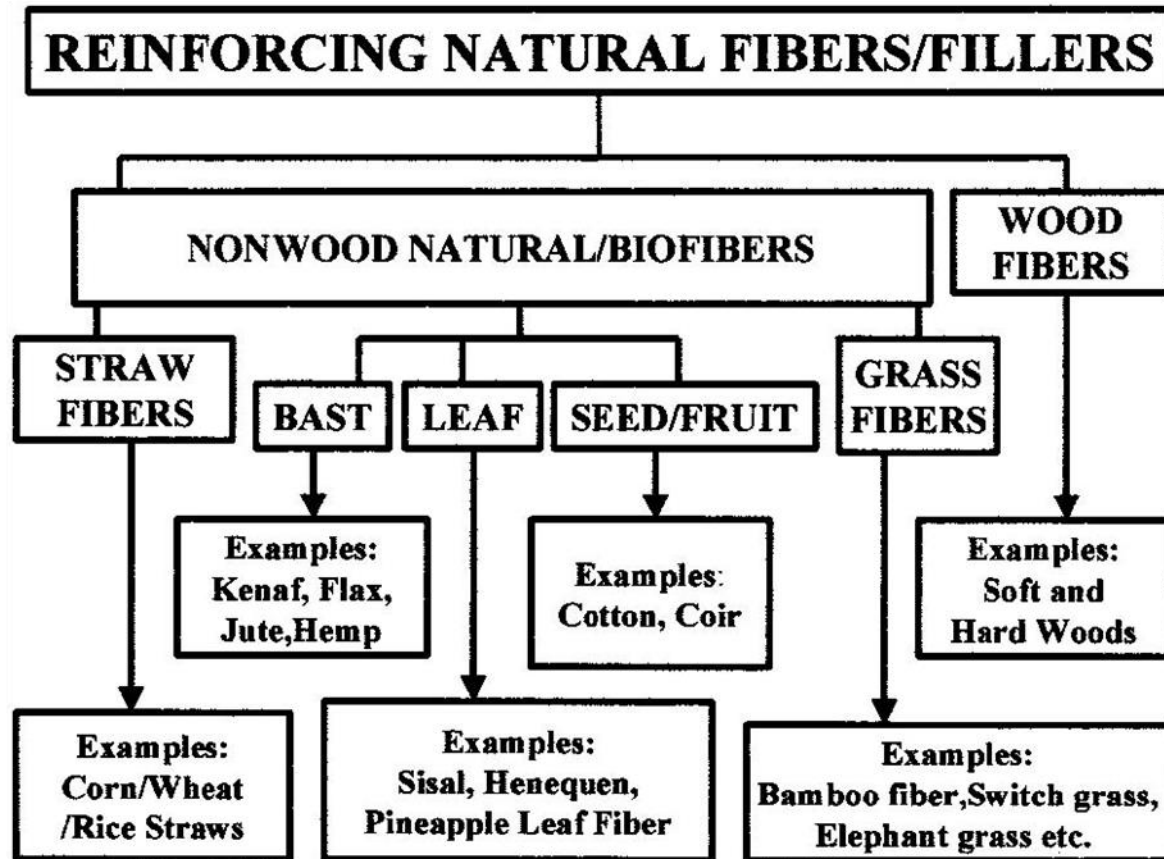 REINFORCING NATURAL FIBERS/FILLERS
NONWOOD NATURAL/BIOFIBERS
WOOD
FIBERS
STRAW
FIBERS
BAST
LEAF
SEED/FRUIT
GRASS
FIBERS
Examples:
Kenaf, Flax,
Jute,Hemp
Examples:
Cotton, Coir
Examples:
Soft and
Hard Woods
Examples:
Corn/Wheat
/Rice Straws
Examples:
Sisal, Henequen,
Pineapple Leaf Fiber
Examples:
Bamboo fiber,Switch grass,
Elephant grass etc.